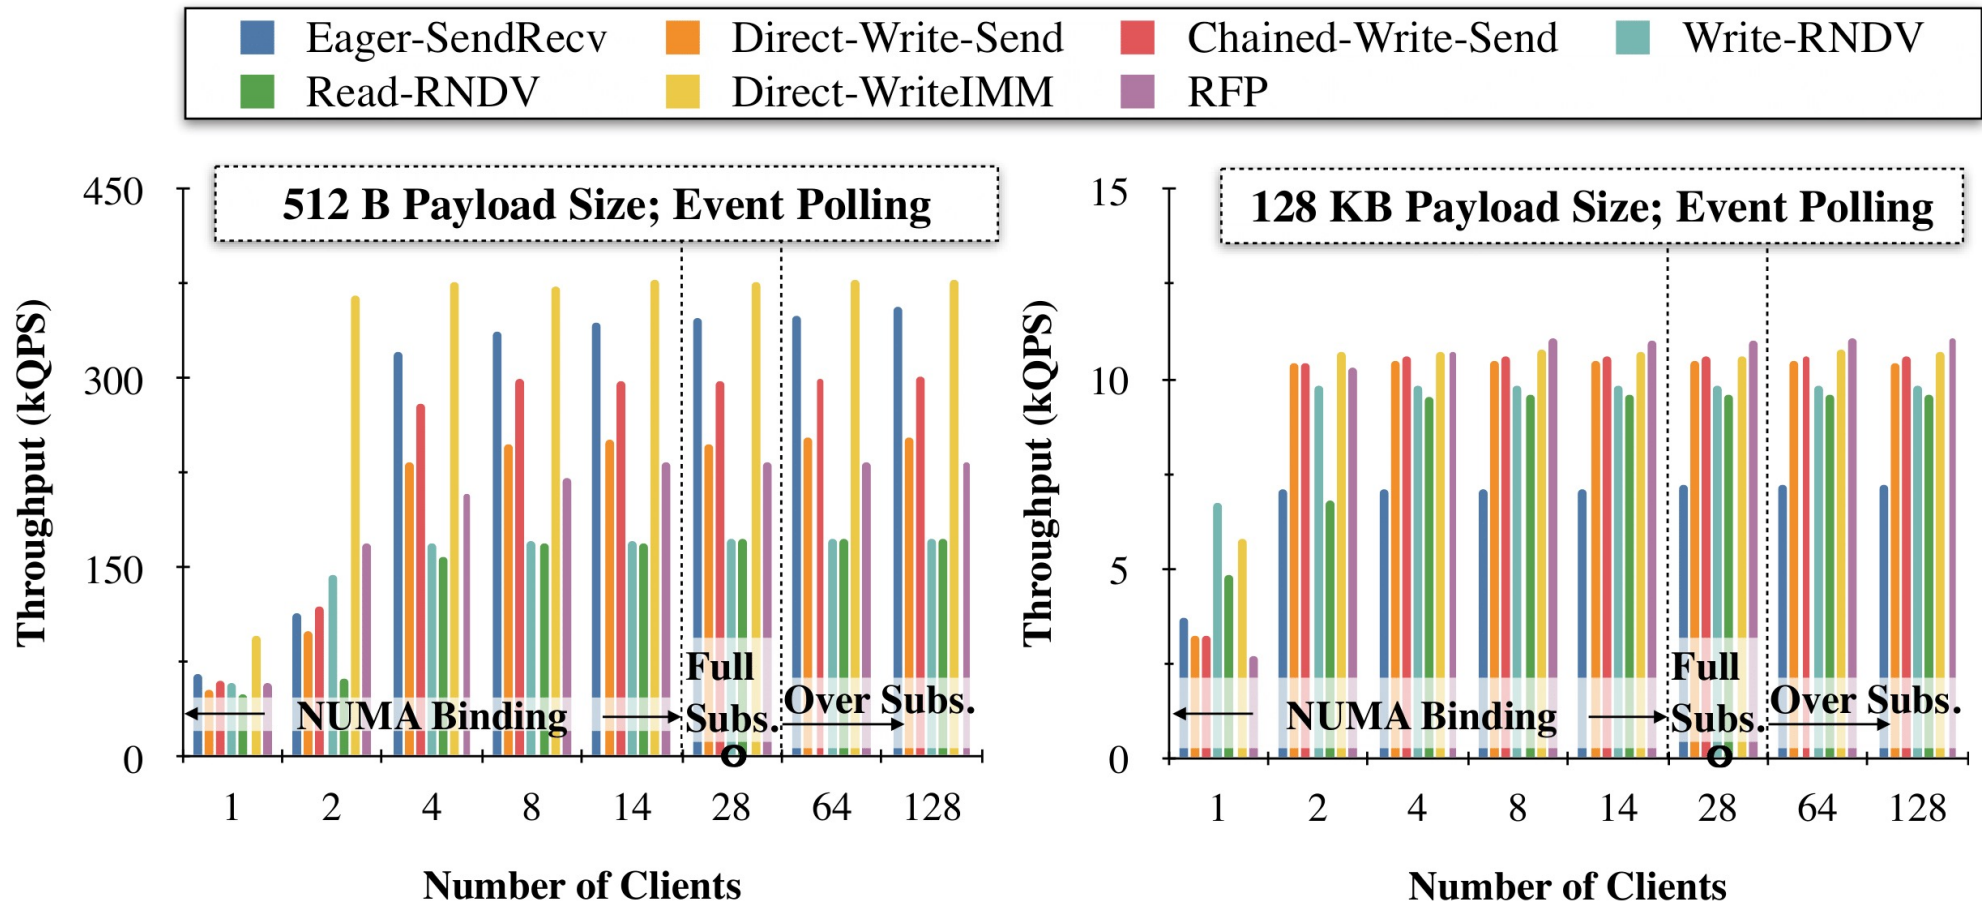 Eager-SendRecv Direct-Write-Send Chained-Write-Send Write-RNDV
Read-RNDV Direct-WriteIMM RFP
512 B Payload Size; Event Polling
Throughput (kQPS)
450
300
150
0
NUMA Binding
Full
Subs.
Over Subs.
1 2 4 8 14 28 64 128
Number of Clients
128 KB Payload Size; Event Polling
Throughput (kQPS)
15
10
5
0
NUMA Binding
Full
Subs.
Over Subs.
1 2 4 8 14 28 64 128
Number of Clients